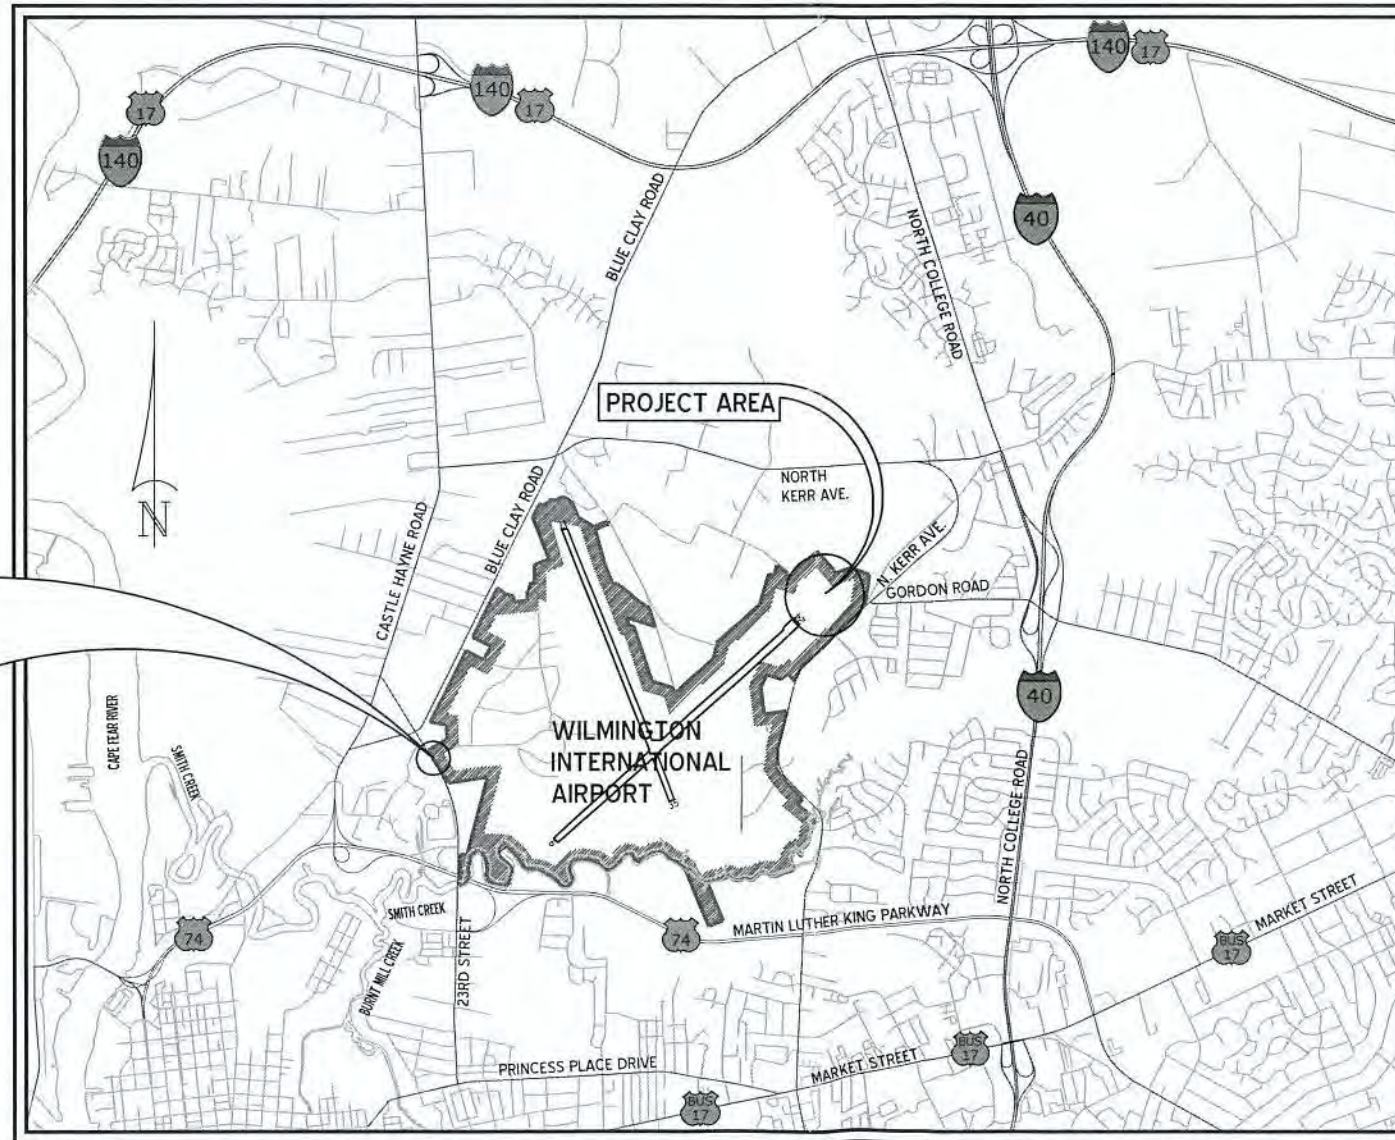 140
17
140
17
17
140
40
BLUE CLAY ROAD
NORTH COLLEGE ROAD
PROJECT AREA
NORTH
KERR AVE.
BLUE CLAY ROAD
CASTLE HAYNE ROAD
N
N. KERR AVE.
GORDON ROAD
40
CAPE FEAR RIVER
SMITH CREEK
WILMINGTON
INTERNATIONAL
AIRPORT
NORTH COLLEGE ROAD
SMITH CREEK
74
74
MARTIN LUTHER KING PARKWAY
MARKET STREET
BUS
17
BURNT MILL CREEK
23RD STREET
PRINCESS PLACE DRIVE
MARKET STREET
BUS
17
BUS
17